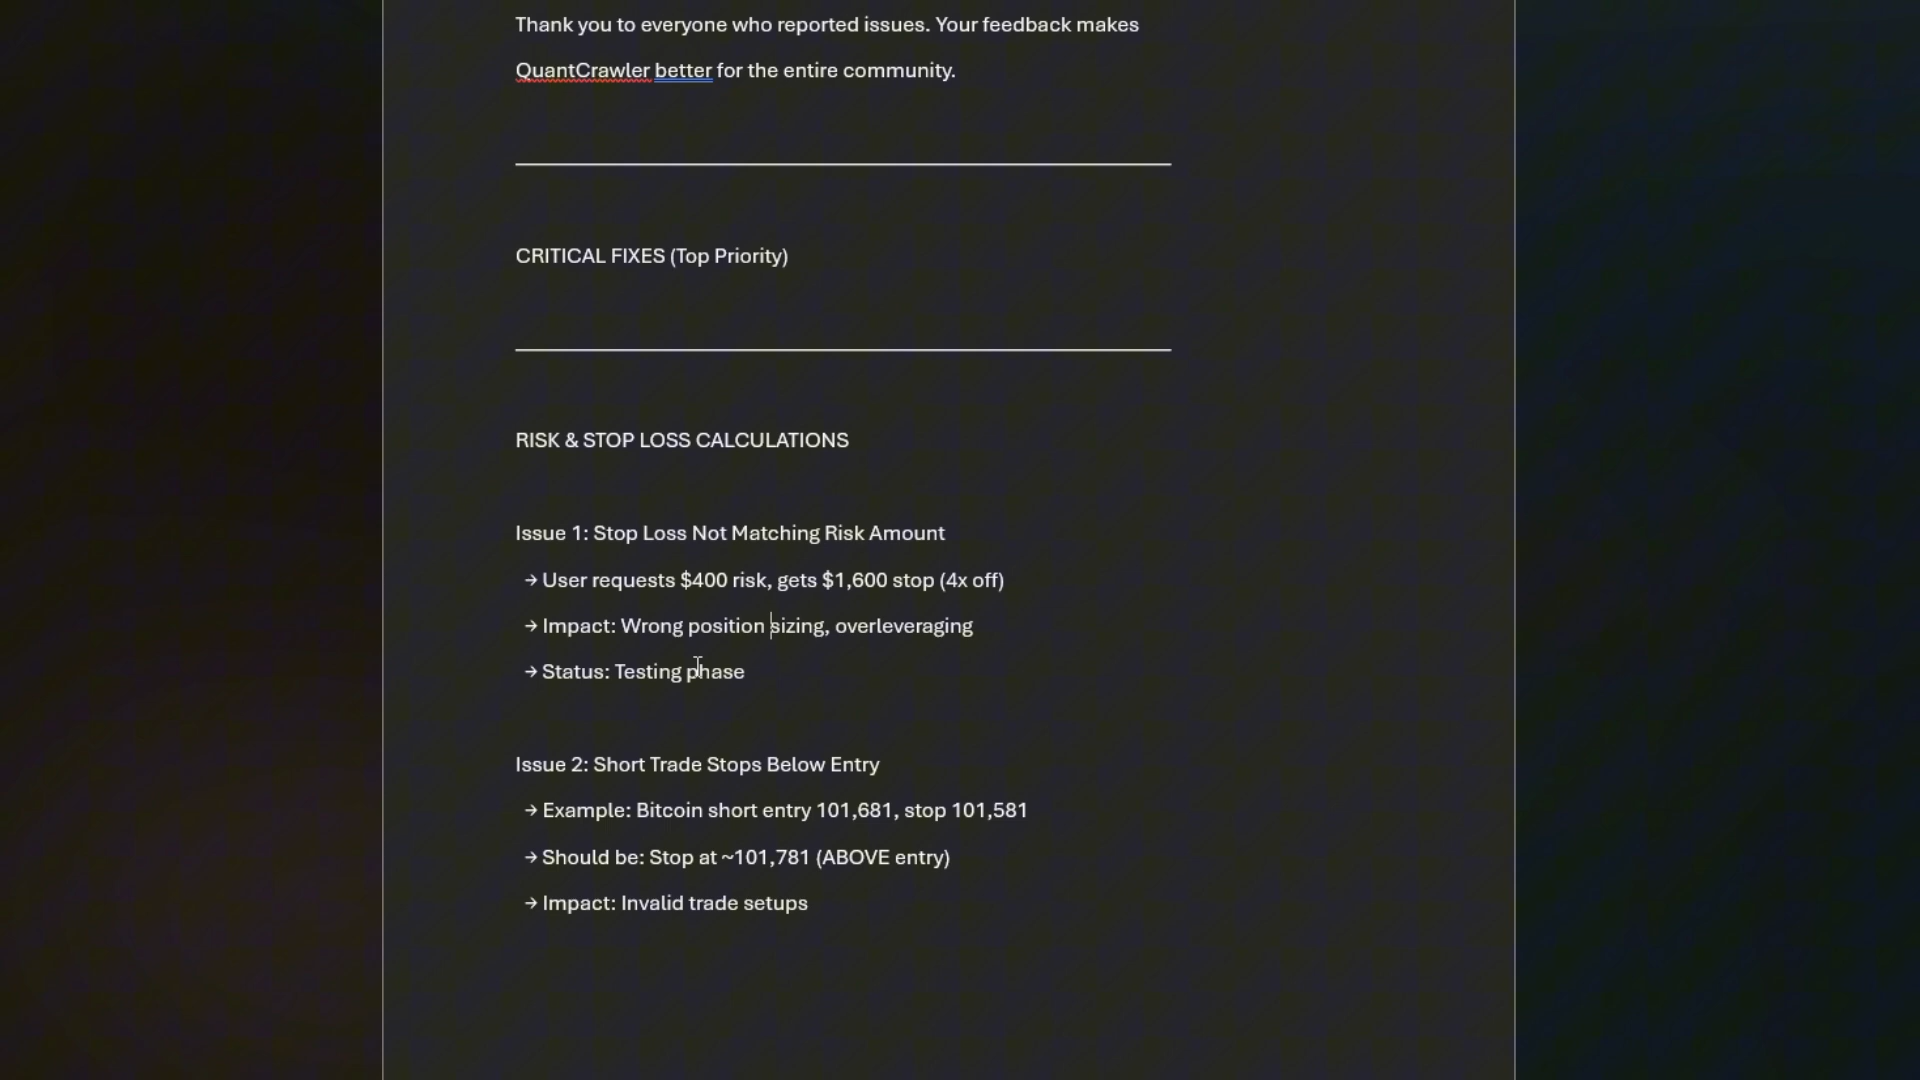 Thank you to everyone who reported issues. Your feedback makes
QuantCrawler better for the entire community.
CRITICAL FIXES (Top Priority)
RISK & STOP LOSS CALCULATIONS
Issue 1: Stop Loss Not Matching Risk Amount
→ User requests $400 risk, gets $1,600 stop (4x off)
→ Impact: Wrong position sizing, overleveraging
→ Status: Testing phase
Issue 2: Short Trade Stops Below Entry
→ Example: Bitcoin short entry 101,681, stop 101,581
→ Should be: Stop at ~101,781 (ABOVE entry)
→ Impact: Invalid trade setups